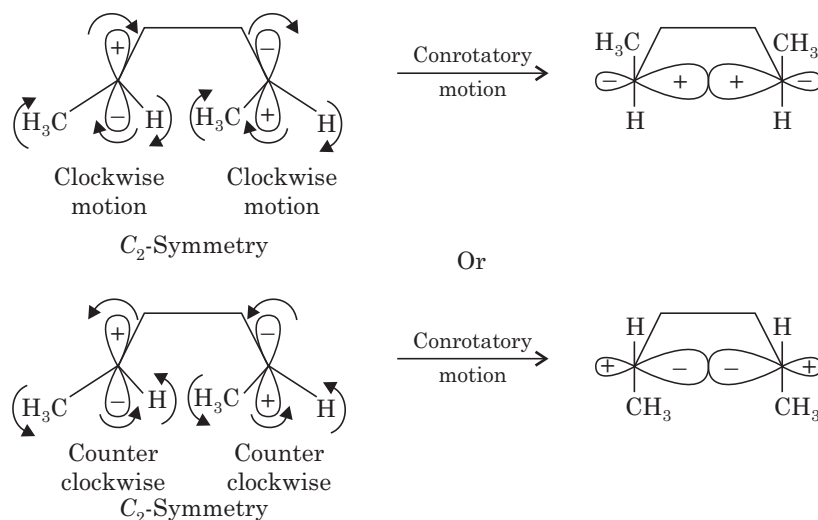 + −
H₃C − H H₃C + H
Clockwise motion Clockwise motion
C₂-Symmetry
Conrotatory
motion
H₃C CH₃
− + + −
H H
Or
+ −
H₃C − H H₃C + H
Counter clockwise Counter clockwise
C₂-Symmetry
Conrotatory
motion
H H
+ − − +
CH₃ CH₃